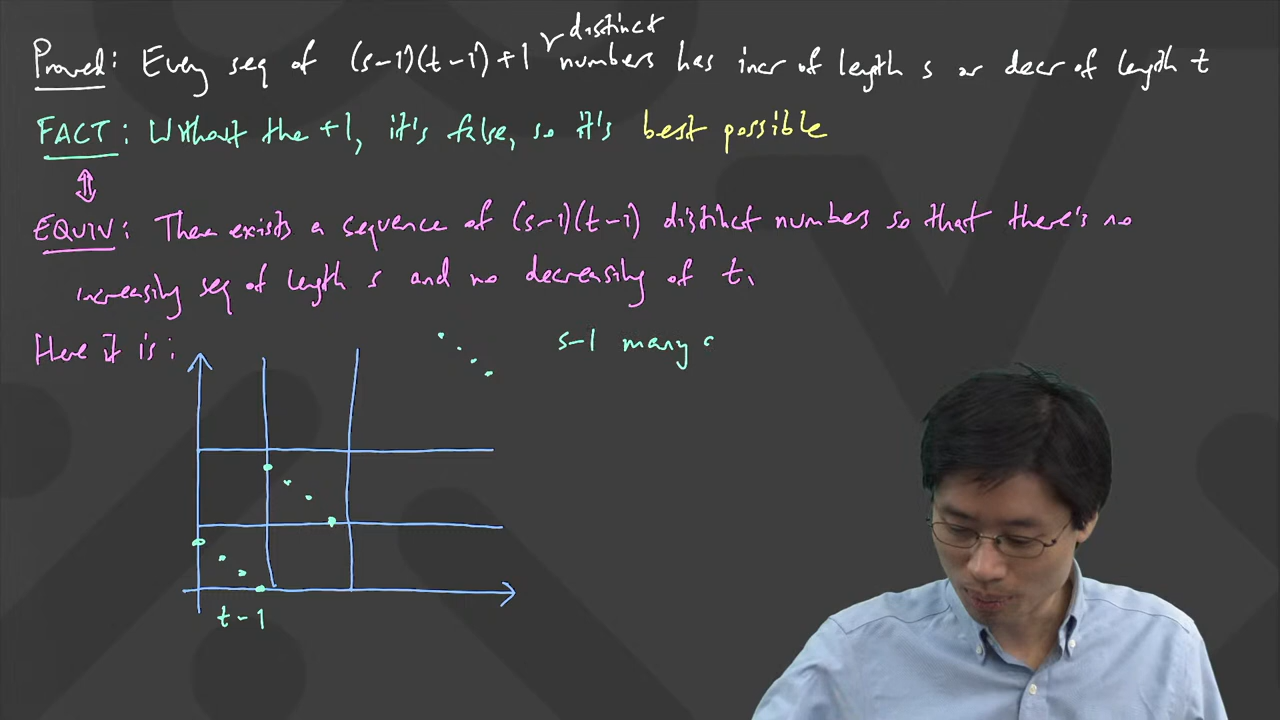 distinct
Proved: Every seq of (s-1)(t-1)+1 numbers has incr of length s or decr of length t
FACT: Without the +1, it's false, so it's best possible
⇕
EQUIV: There exists a sequence of (s-1)(t-1) distinct numbers so that there's no
increasing seq of length s and no decreasing of t.
Here it is:
s-1 many
t-1